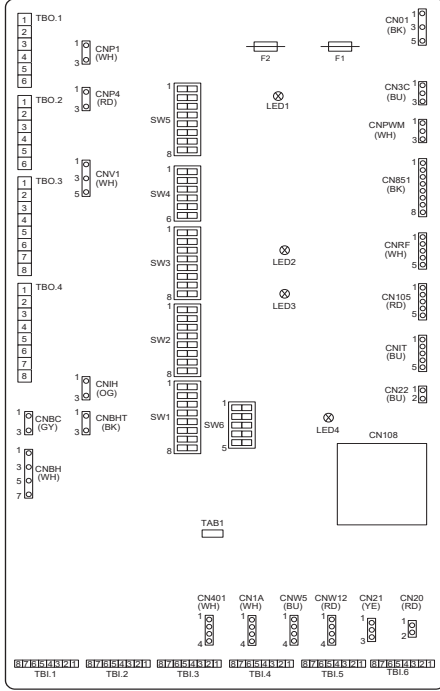 TBO.1
1
2
3
4
5
6
TBO.2
1
2
3
4
5
6
TBO.3
1
2
3
4
5
6
7
8
TBO.4
1
2
3
4
5
6
7
8
1
3
CNP1
(WH)
1
3
CNP4
(RD)
1
3
5
CNV1
(WH)
1
3
CNIH
(OG)
1
3
CNBC
(GY)
1
3
CNBHT
(BK)
1
3
5
7
CNBH
(WH)
F2
F1
LED1
1
SW5
8
1
SW4
6
1
SW3
8
LED2
LED3
1
SW2
8
1
SW1
8
1
SW6
5
LED4
CN108
TAB1
CN01
(BK)
1
3
5
CN3C
(BU)
1
3
CNPWM
(WH)
1
3
CN851
(BK)
1
8
CNRF
(WH)
1
5
CN105
(RD)
1
5
CNIT
(BU)
1
5
CN22
(BU)
1
2
CN401
(WH)
1
4
CN1A
(WH)
1
4
CNW5
(BU)
1
4
CNW12
(RD)
1
4
CN21
(YE)
1
3
CN20
(RD)
1
2
8 7 6 5 4 3 2 1
TBI.1
8 7 6 5 4 3 2 1
TBI.2
8 7 6 5 4 3 2 1
TBI.3
8 7 6 5 4 3 2 1
TBI.4
8 7 6 5 4 3 2 1
TBI.5
8 7 6 5 4 3 2 1
TBI.6